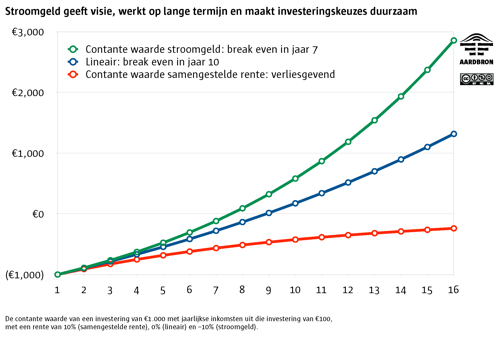 Stroomgeld geeft visie, werkt op lange termijn en maakt investeringskeuzes duurzaam
€3,000
Contante waarde stroomgeld: break even in jaar 7
Lineair: break even in jaar 10
Contante waarde samengestelde rente: verliesgevend
AARDBRON
cc
€2,000
€1,000
€0
(€1,000)
1 2 3 4 5 6 7 8 9 10 11 12 13 14 15 16
De contante waarde van een investering van €1.000 met jaarlijkse inkomsten uit die investering van €100,
met een rente van 10% (samengestelde rente), 0% (lineair) en −10% (stroomgeld).